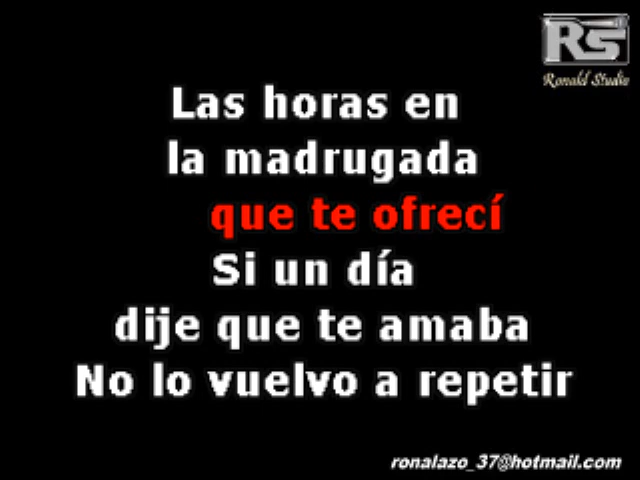 RS
Ronald Studio
Las horas en
la madrugada
que te ofrecí
Si un día
dije que te amaba
No lo vuelvo a repetir
ronalazo_37@hotmail.com